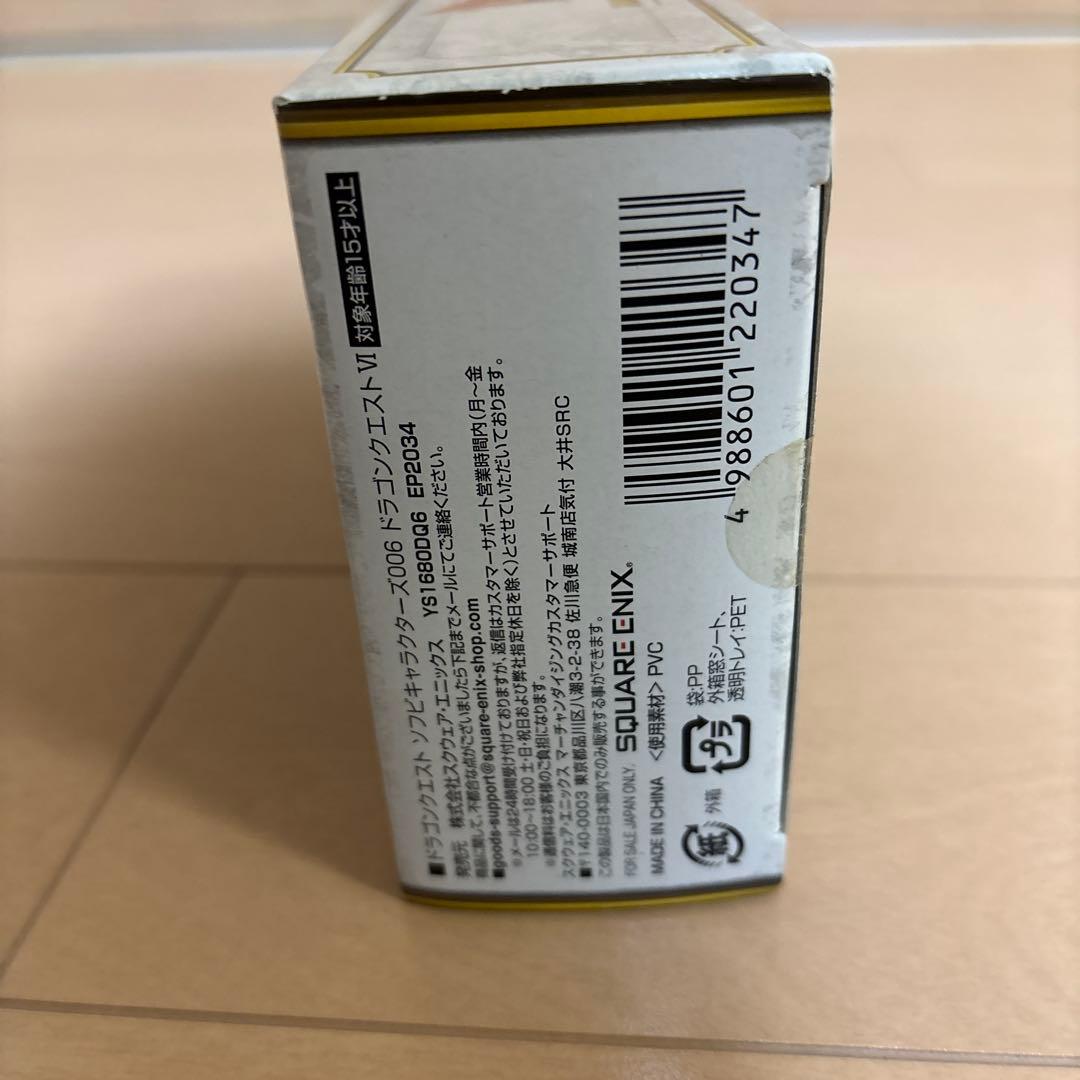 ■ドラゴンクエスト ソフビキャラクターズ006 ドラゴンクエストⅥ 対象年齢15才以上
発売元 株式会社スクウェア・エニックス YS1680DQ6 EP2034
商品に関して、不都合な点がございましたら下記までメールにてご連絡ください。
■goods-support@square-enix-shop.com
※メールは24時間受け付けておりますが、返信はカスタマーサポート営業時間内(月〜金
10:00~18:00 土・日・祝日および弊社指定休日を除く)とさせていただいております。
※通信料はお客様のご負担になります。
スクウェア・エニックス マーチャンダイジングカスタマーサポート
■〒140-0003 東京都品川区八潮3-2-38 佐川急便 城南店気付 大井SRC
この製品は日本国内でのみ販売する事ができます。
FOR SALE JAPAN ONLY. SQUARE ENIX®
MADE IN CHINA <使用素材>PVC
紙 外箱
プラ 袋:PP
外箱窓シート、
透明トレイ:PET
4 988601 220347